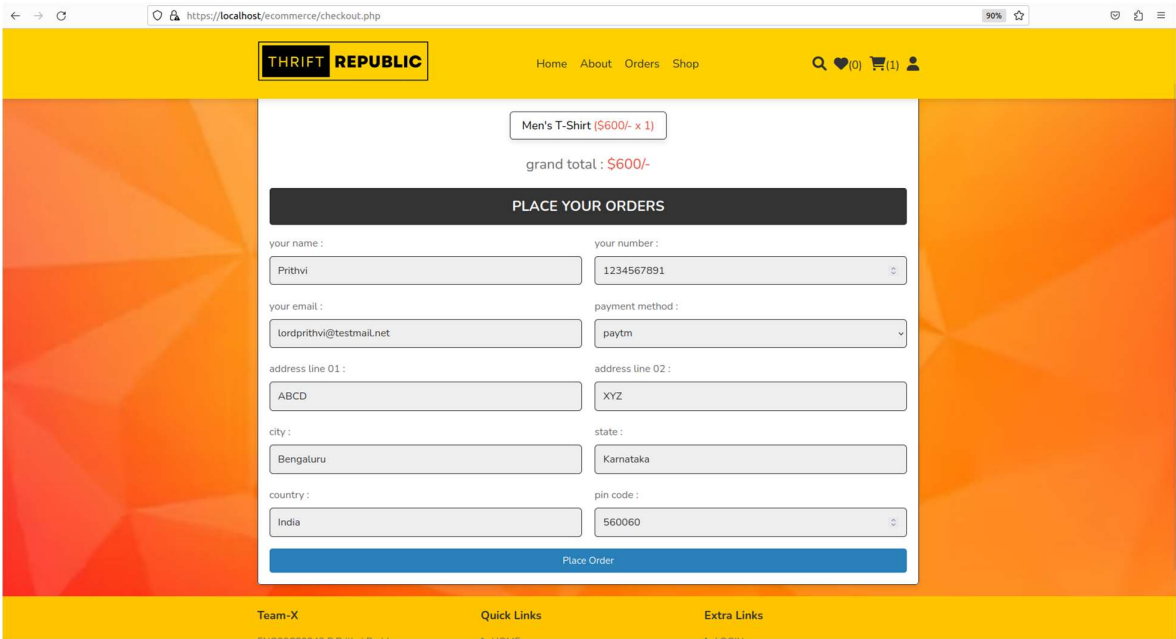 https://localhost/ecommerce/checkout.php 90%
THRIFT REPUBLIC Home About Orders Shop (0) (1)
Men's T-Shirt ($600/- x 1)
grand total : $600/-
PLACE YOUR ORDERS
your name : your number :
Prithvi 1234567891
your email : payment method :
lordprithvi@testmail.net paytm
address line 01 : address line 02 :
ABCD XYZ
city : state :
Bengaluru Karnataka
country : pin code :
India 560060
Place Order
Team-X Quick Links Extra Links